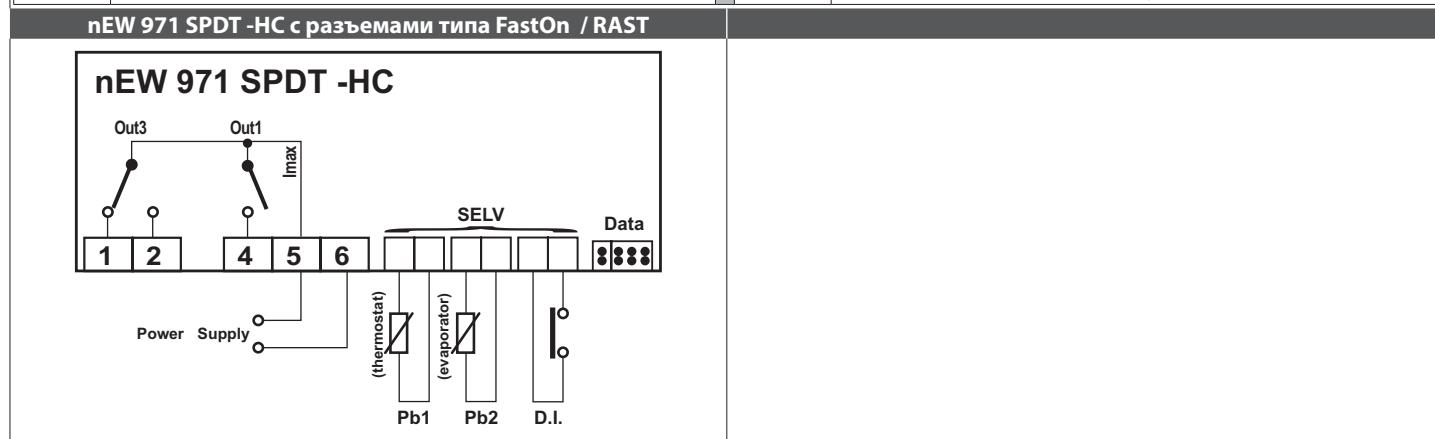 nEW 971 SPDT -HC с разъемами типа FastOn / RAST
nEW 971 SPDT -HC
Out3 Out1
Imax
SELV
Data
1 2 4 5 6
Power Supply
(thermostat)
(evaporator)
Pb1 Pb2 D.I.